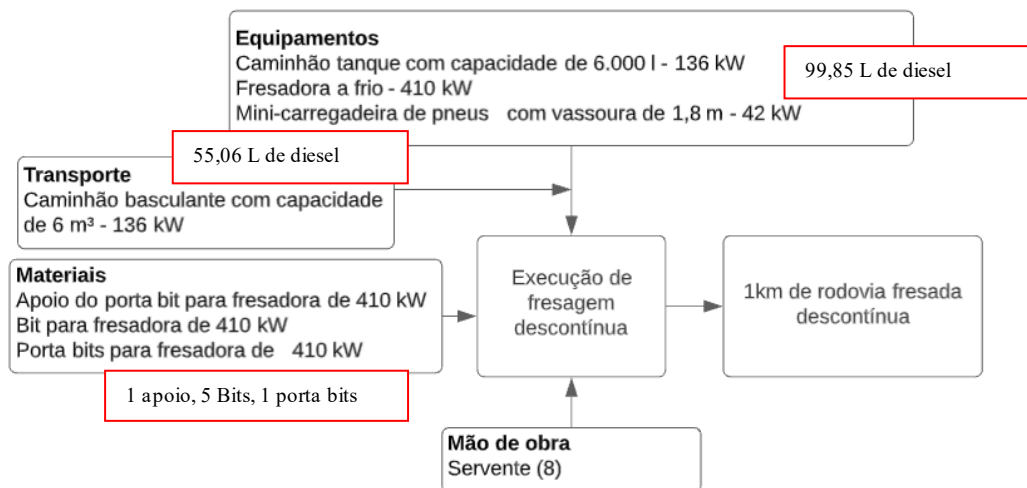 Equipamentos
Caminhão tanque com capacidade de 6.000 l - 136 kW
Fresadora a frio - 410 kW
Mini-carregadeira de pneus com vassoura de 1,8 m - 42 kW
99,85 L de diesel
55,06 L de diesel
Transporte
Caminhão basculante com capacidade
de 6 m³ - 136 kW
Materiais
Apoio do porta bit para fresadora de 410 kW
Bit para fresadora de 410 kW
Porta bits para fresadora de 410 kW
1 apoio, 5 Bits, 1 porta bits
Execução de
fresagem
descontínua
1km de rodovia fresada
descontínua
Mão de obra
Servente (8)